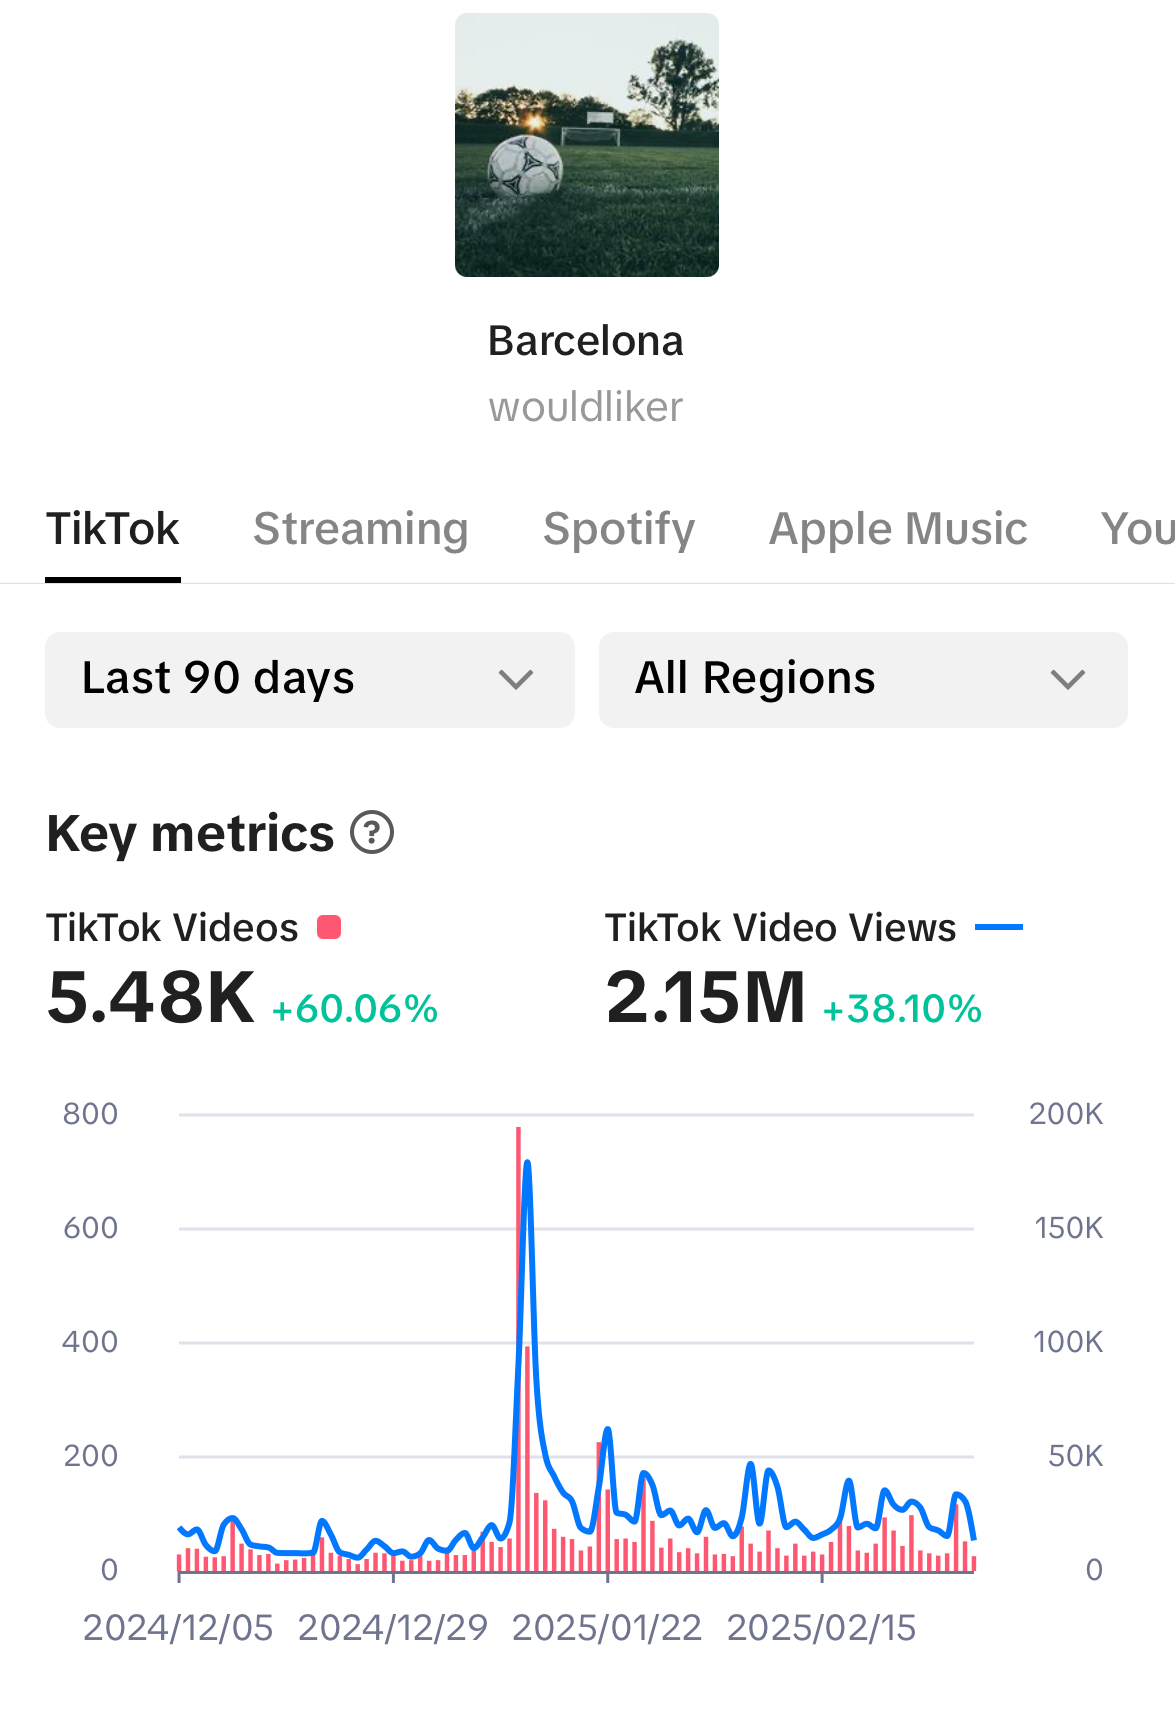 Barcelona
wouldliker
TikTok Streaming Spotify Apple Music You
Last 90 days All Regions
Key metrics ?
TikTok Videos TikTok Video Views
5.48K +60.06% 2.15M +38.10%
800 200K
600 150K
400 100K
200 50K
0 0
2024/12/05 2024/12/29 2025/01/22 2025/02/15